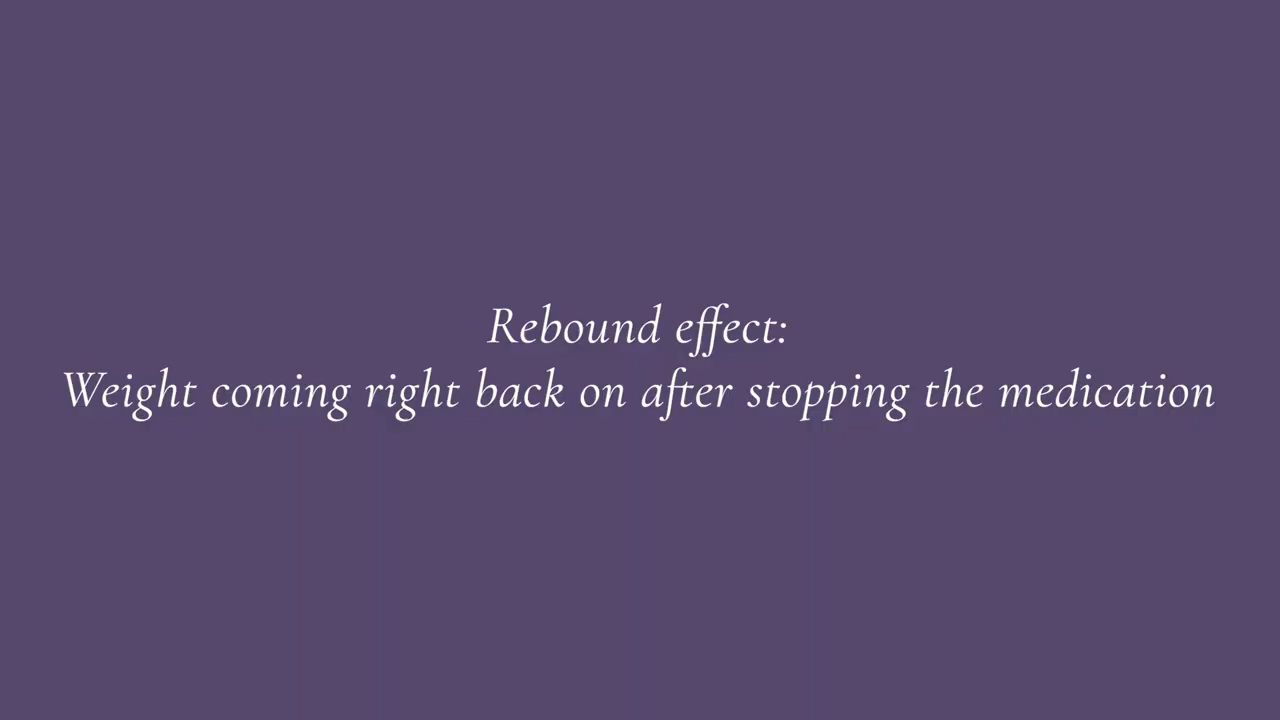 Rebound effect:
Weight coming right back on after stopping the medication